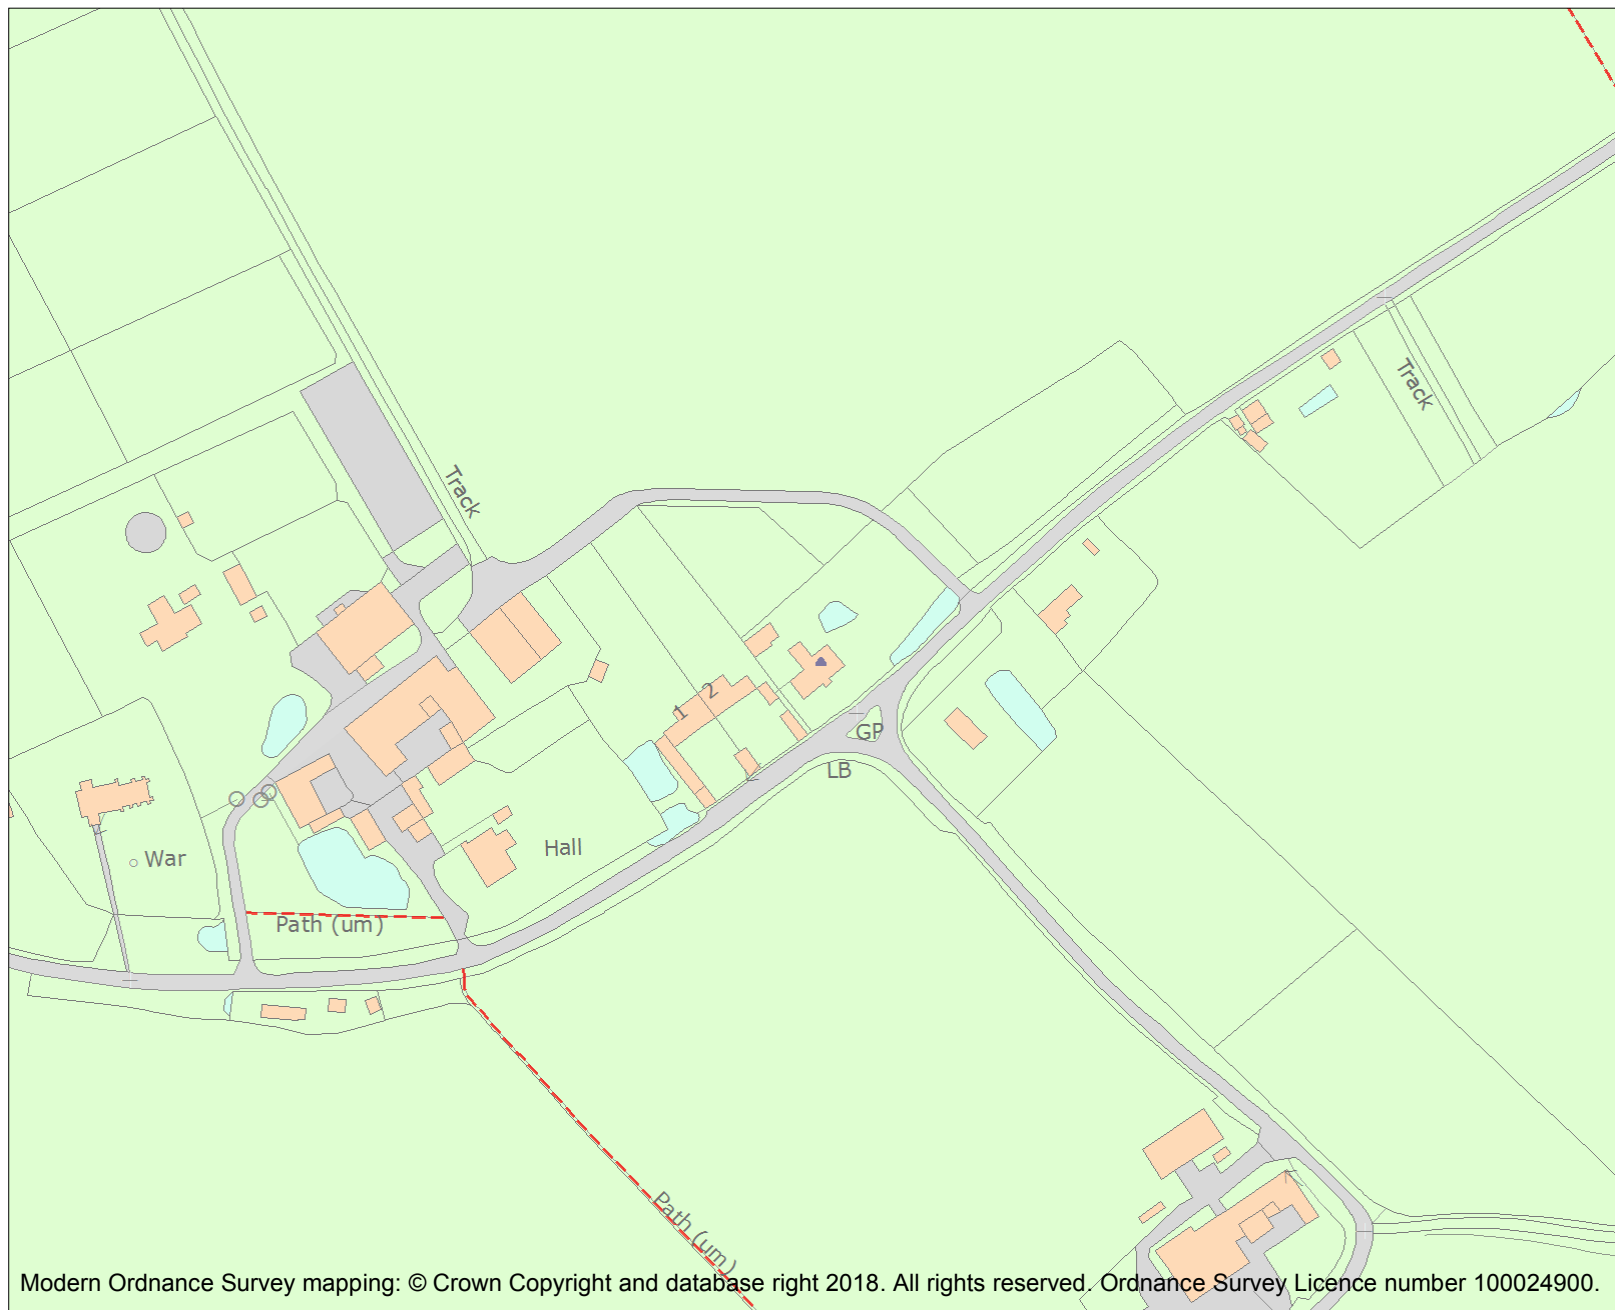 Track
Track
2
1
GP
LB
Hall
War
Path (um)
Path (um)
Modern Ordnance Survey mapping: © Crown Copyright and database right 2018. All rights reserved. Ordnance Survey Licence number 100024900.